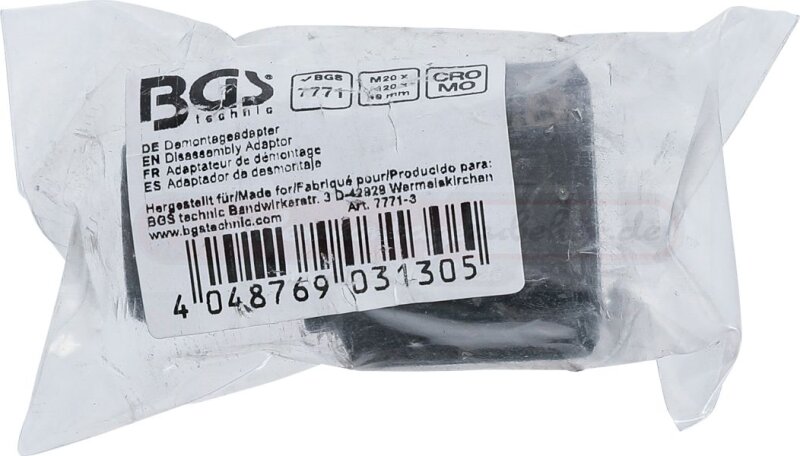 BGS
technic
BGS
7771
M20 x
M20 x
mm
CRO
MO
DE Demontageadapter
EN Disassembly Adaptor
FR Adaptateur de démontage
ES Adaptador de desmontaje
Hergestellt für/Made for/Fabriqué pour/Producido para:
BGS technic Bandwirkerstr. 3 D-42929 Wermelskirchen
www.bgstechnic.com
Art. 7771-3
4 048769 031305